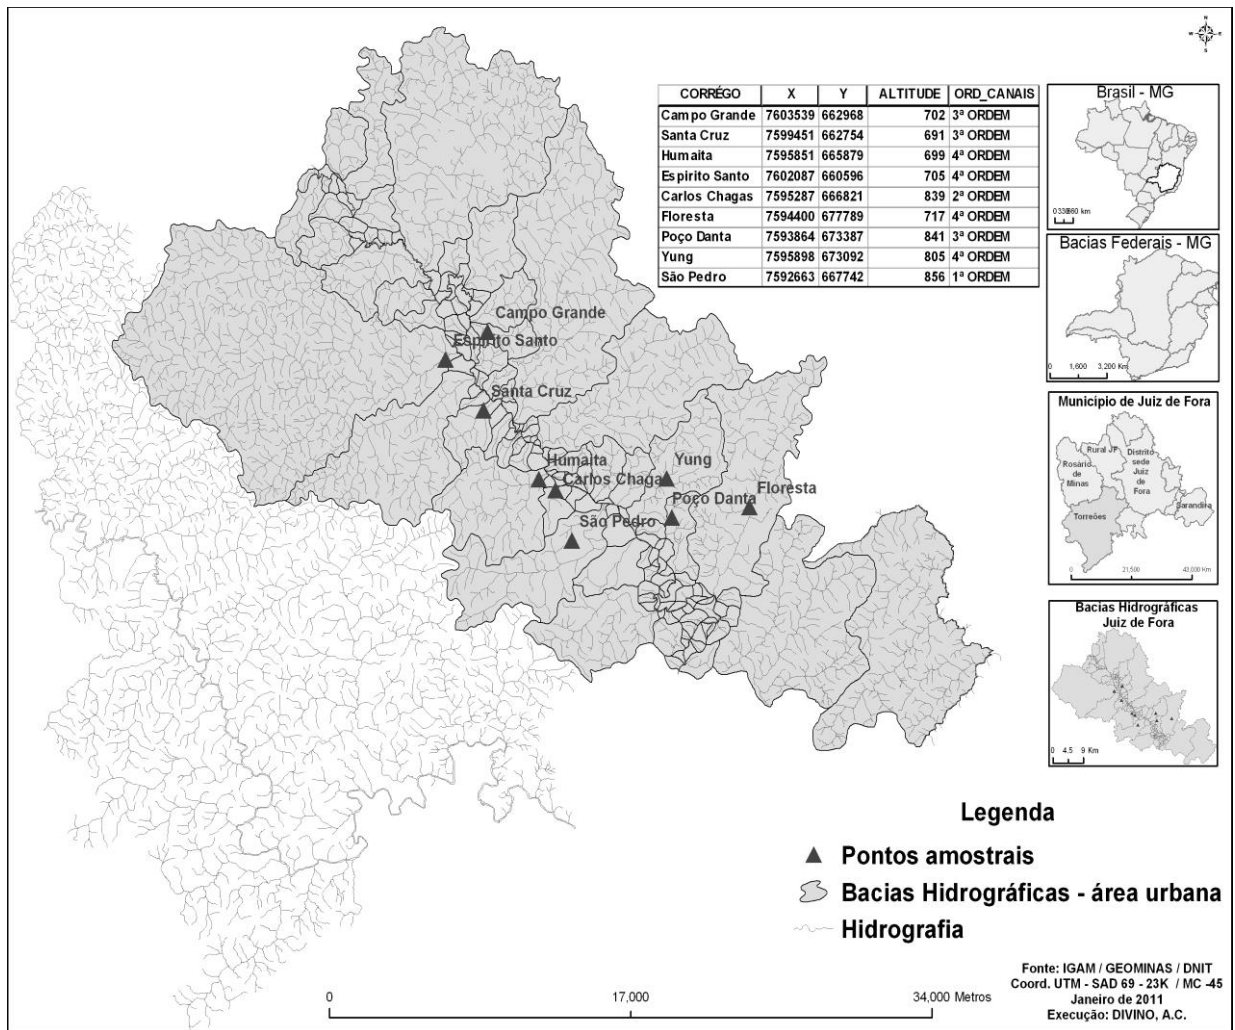 N
W E
S
CORRÉGO X Y ALTITUDE ORD_CANAIS
Campo Grande 7603539 662968 702 3ª ORDEM
Santa Cruz 7599451 662754 691 3ª ORDEM
Humaita 7595851 665879 699 4ª ORDEM
Espirito Santo 7602087 660596 705 4ª ORDEM
Carlos Chagas 7595287 666821 839 2ª ORDEM
Floresta 7594400 677789 717 4ª ORDEM
Poço Danta 7593864 673387 841 3ª ORDEM
Yung 7595898 673092 805 4ª ORDEM
São Pedro 7592663 667742 856 1ª ORDEM
Brasil - MG
km
Bacias Federais - MG
0 1,600 3,200 Km
Municipio de Juiz de Fora
Rural JF
Distrito
sede
Juiz
de
Fora
Rosário
de
Minas
Torreões
Sarandira
0 21,500 43,000 Km
Bacias Hidrográficas
Juiz de Fora
0 4.5 9 Km
Campo Grande
Espirito Santo
Santa Cruz
Humaita
Carlos Chaga
Yung
Poço Danta
Floresta
São Pedro
Legenda
Pontos amostrais
Bacias Hidrográficas - área urbana
Hidrografia
Fonte: IGAM / GEOMINAS / DNIT
Coord. UTM - SAD 69 - 23K / MC -45
Janeiro de 2011
Execução: DIVINO, A.C.
0 17,000 34,000 Metros